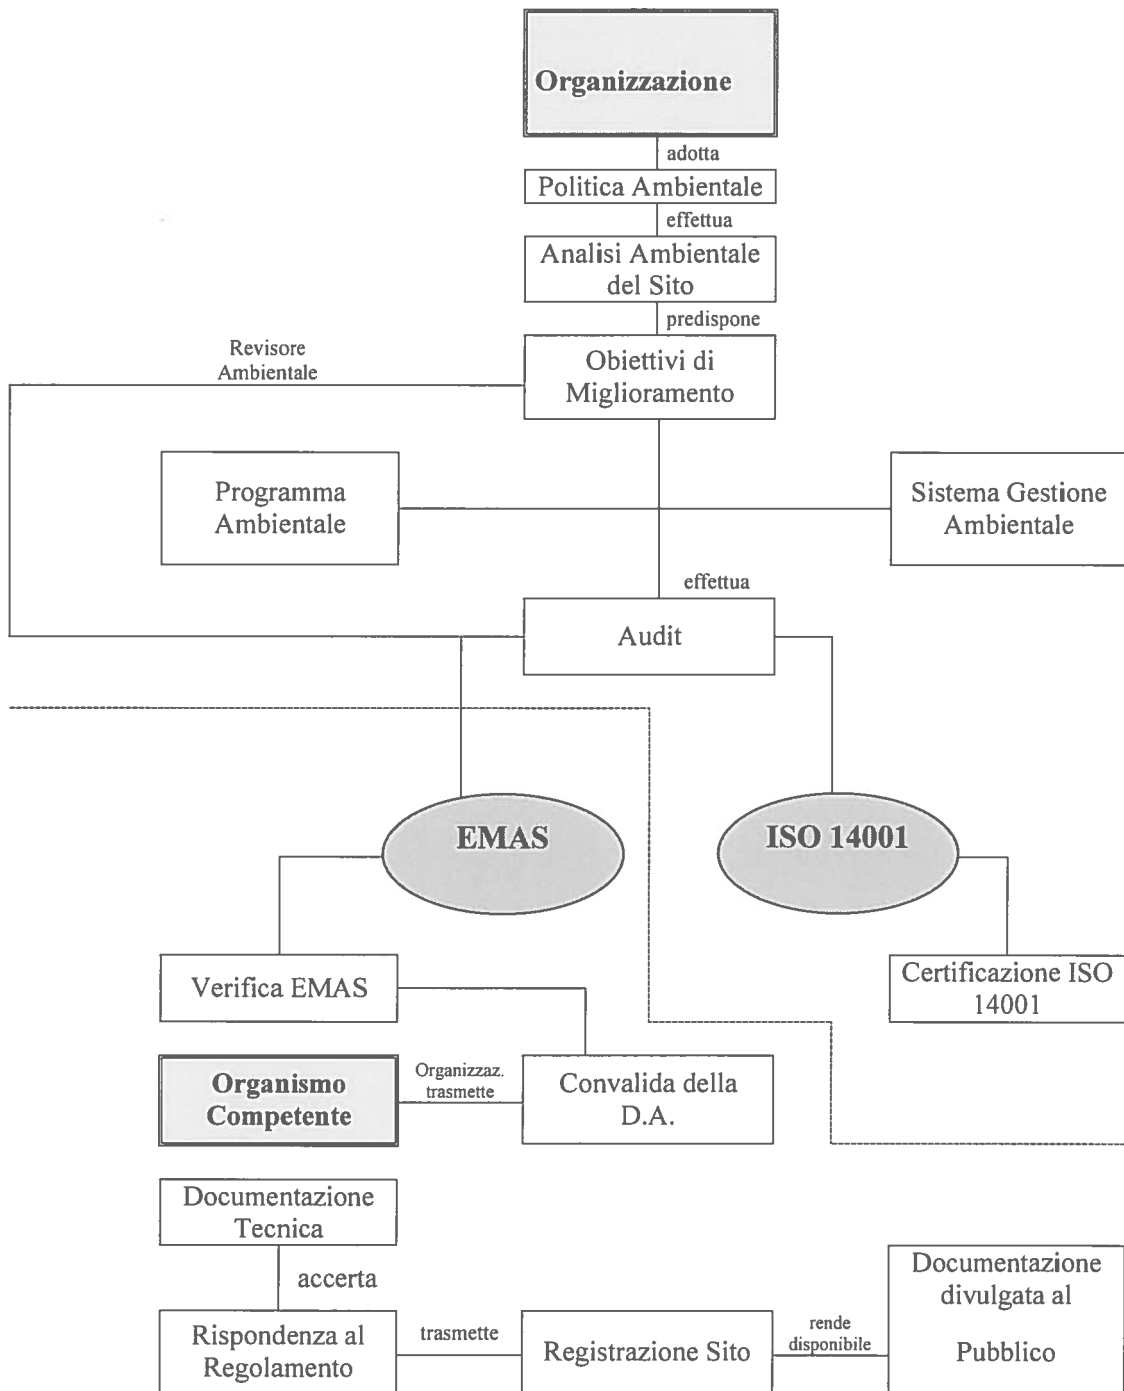 Organizzazione
adotta
Politica Ambientale
effettua
Analisi Ambientale
del Sito
predispone
Revisore
Ambientale
Obiettivi di
Miglioramento
Programma
Ambientale
Sistema Gestione
Ambientale
effettua
Audit
EMAS
ISO 14001
Verifica EMAS
Certificazione ISO
14001
Organismo
Competente
Organizzaz.
trasmette
Convalida della
D.A.
Documentazione
Tecnica
accerta
Rispondenza al
Regolamento
trasmette
Registrazione Sito
rende
disponibile
Documentazione
divulgata al
Pubblico